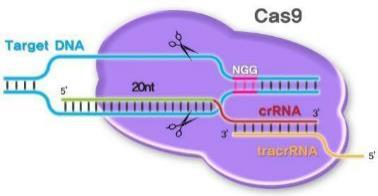 Cas9
Target DNA
NGG
5'
20nt
crRNA
3'
3'
tracrRNA
5'